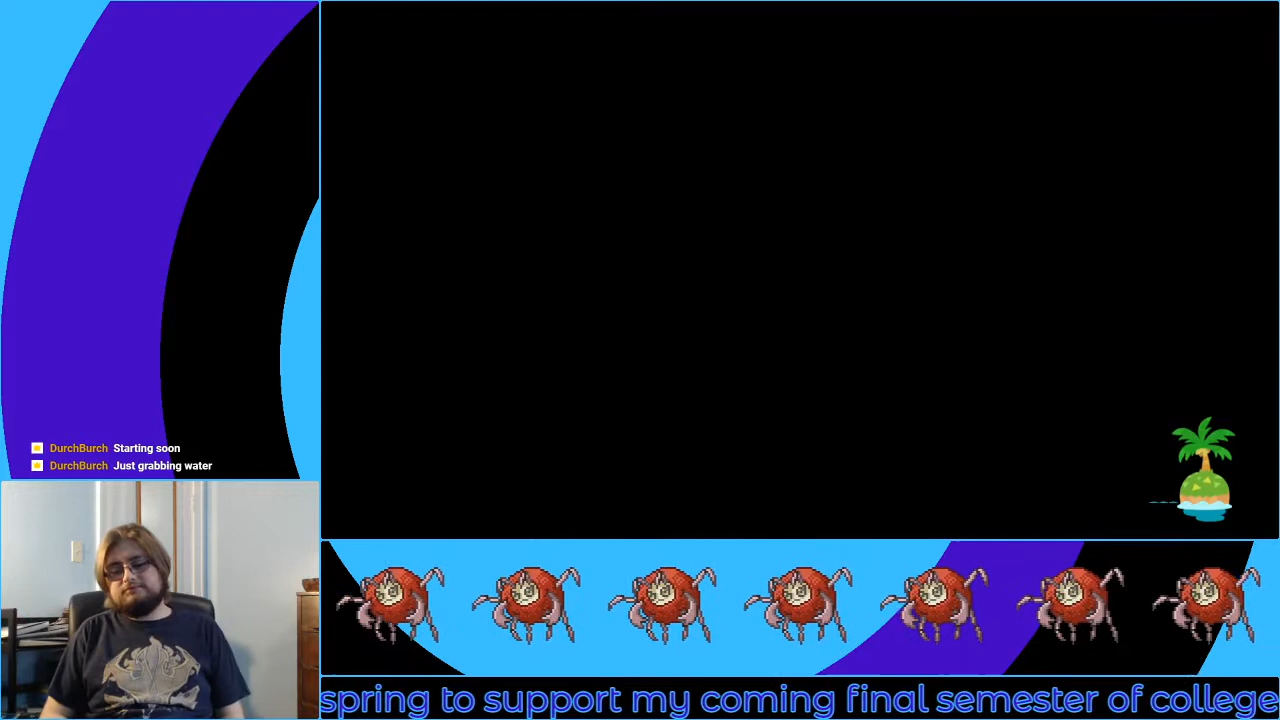 DurchBurch Starting soon
DurchBurch Just grabbing water
spring to support my coming final semester of college